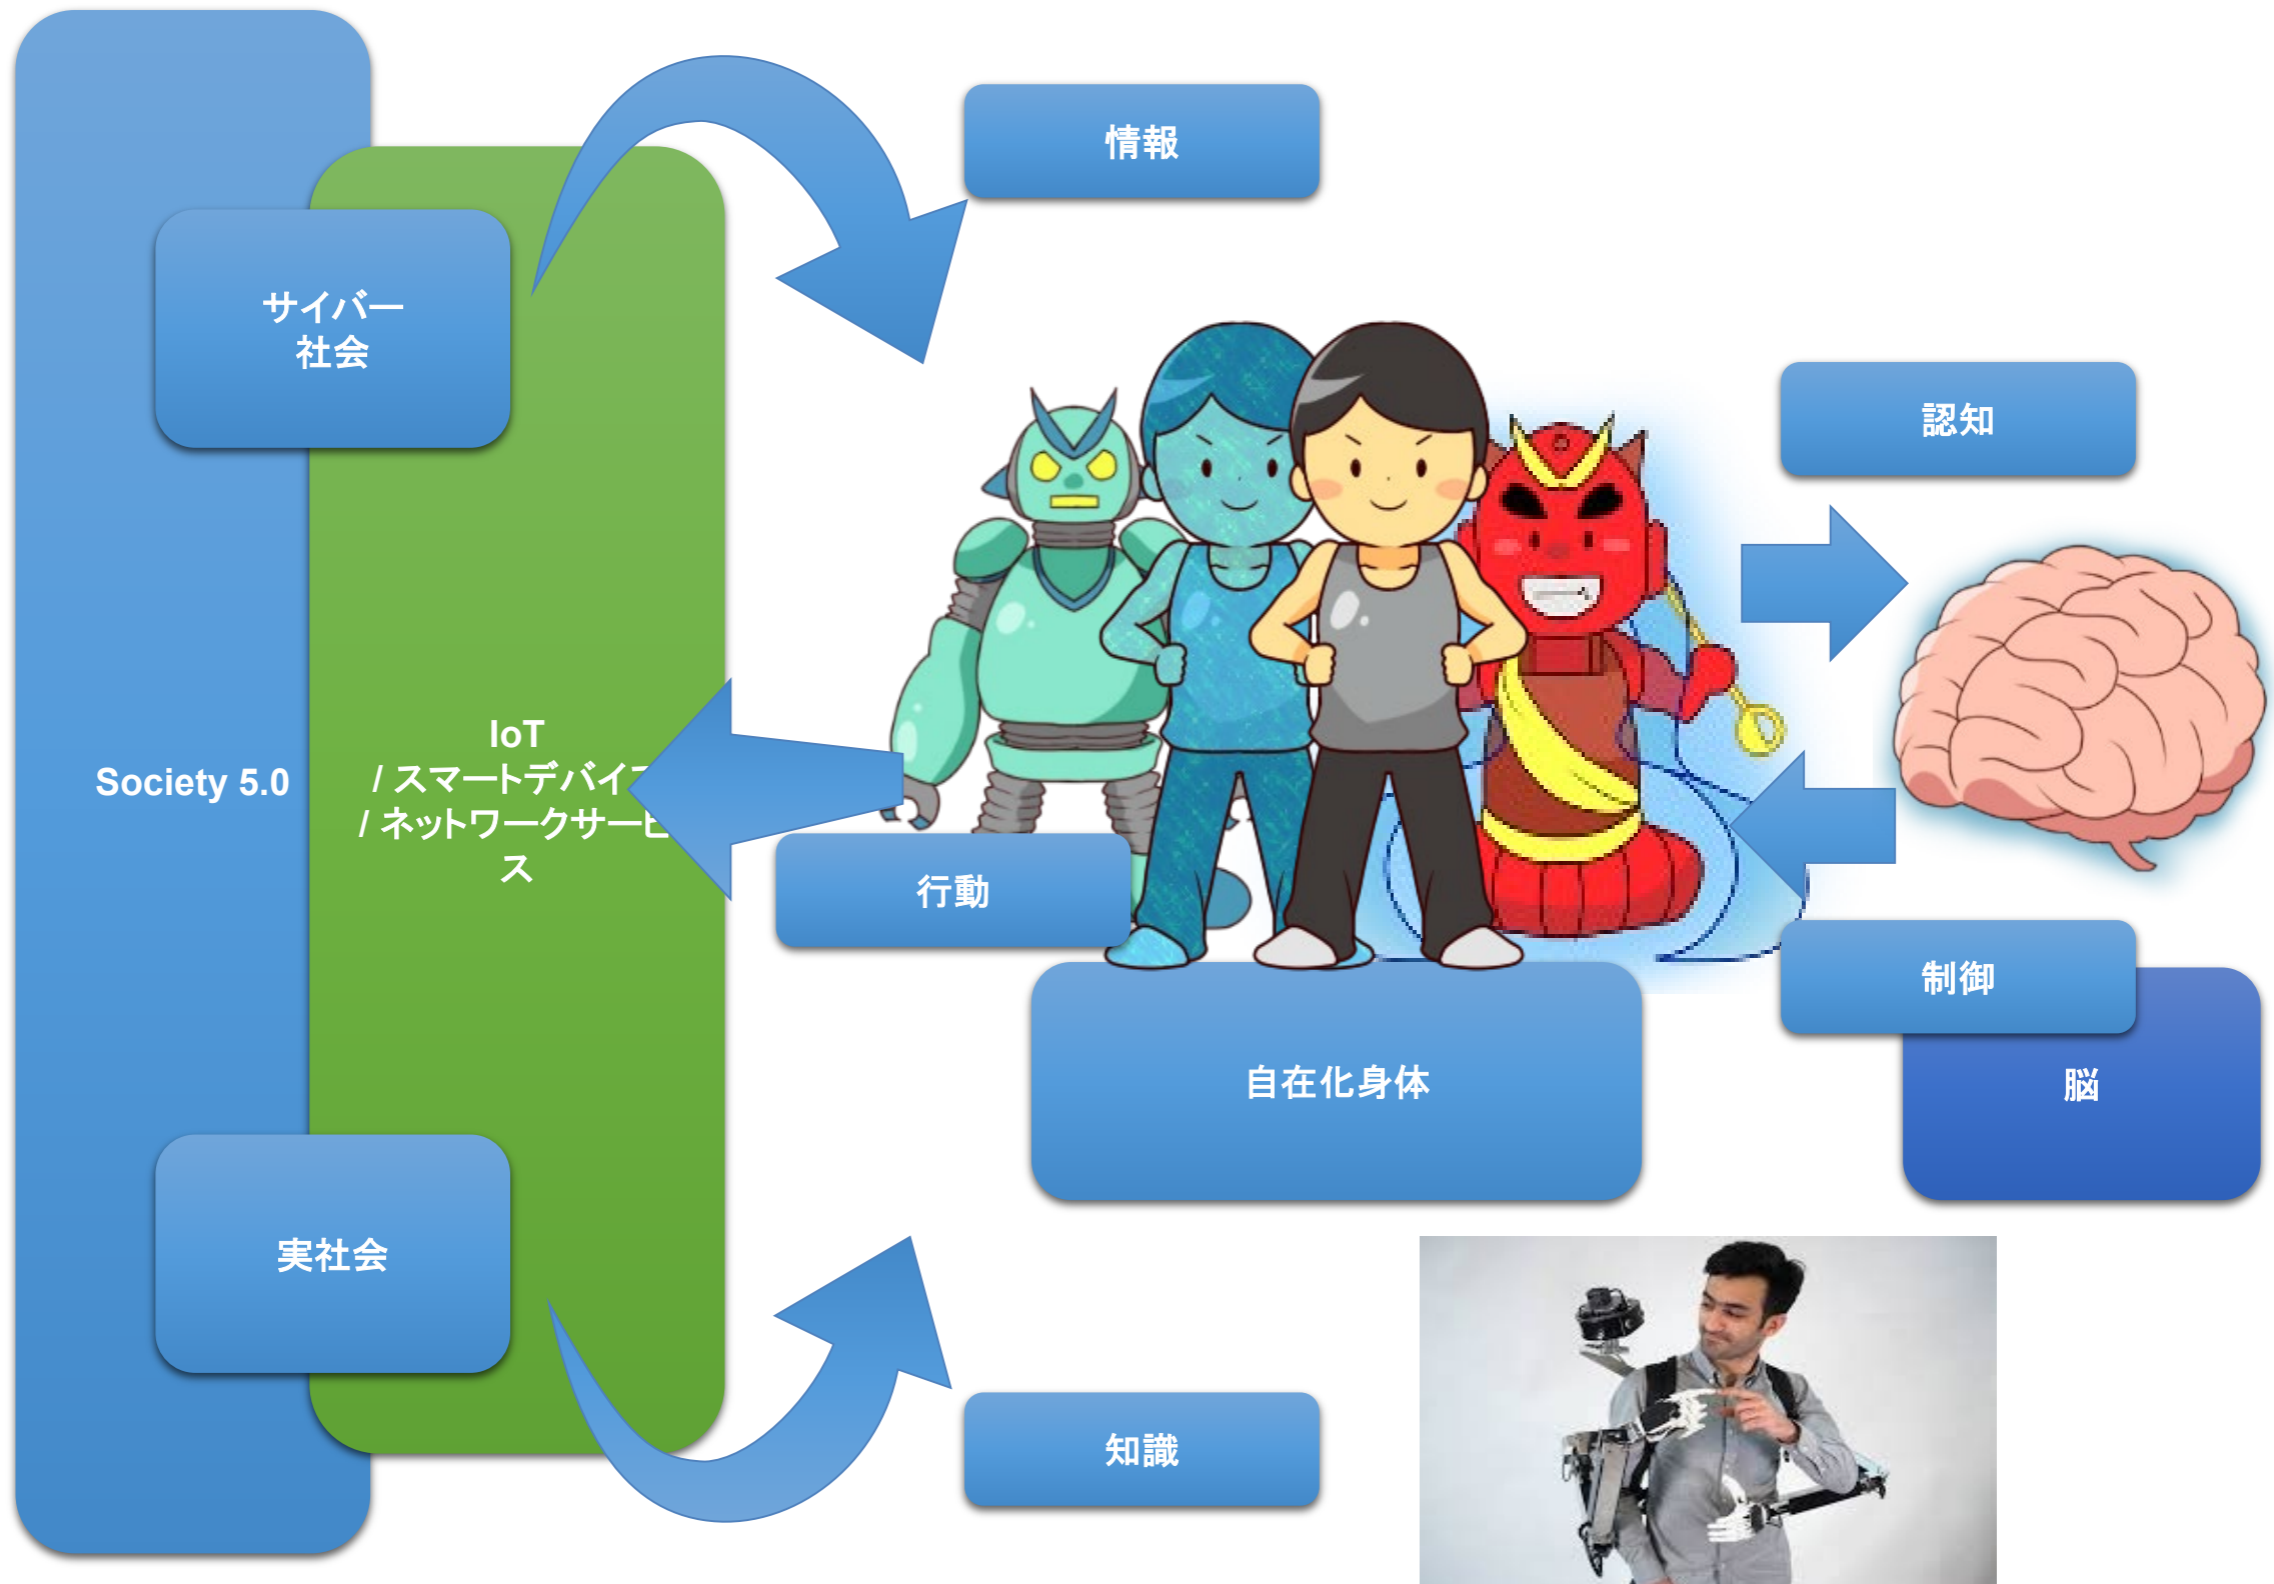 情報
サイバー
社会
認知
Society 5.0
IoT
/ スマートデバイス
/ ネットワークサービ
ス
行動
制御
自在化身体
脳
実社会
知識